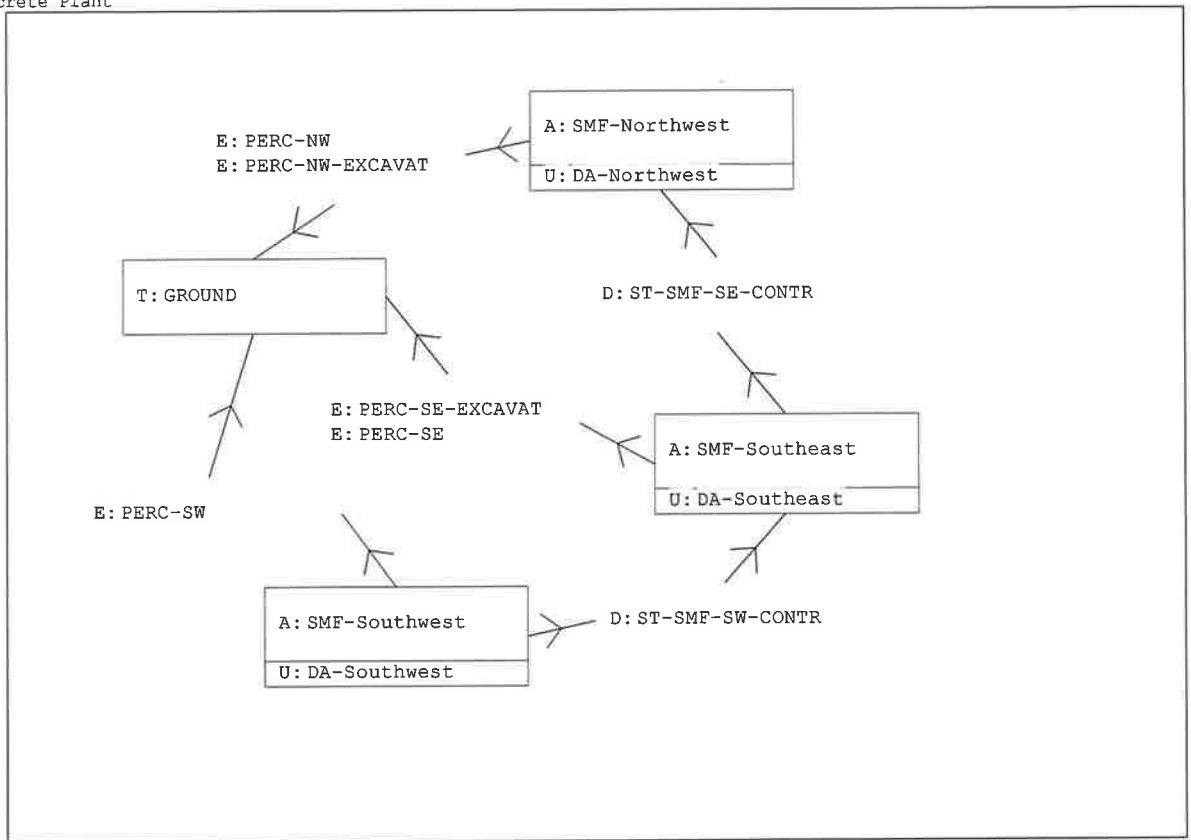 crete Plant
A: SMF-Northwest
U: DA-Northwest
E: PERC-NW
E: PERC-NW-EXCAVAT
T: GROUND
D: ST-SMF-SE-CONTR
E: PERC-SE-EXCAVAT
E: PERC-SE
A: SMF-Southeast
U: DA-Southeast
E: PERC-SW
A: SMF-Southwest
U: DA-Southwest
D: ST-SMF-SW-CONTR